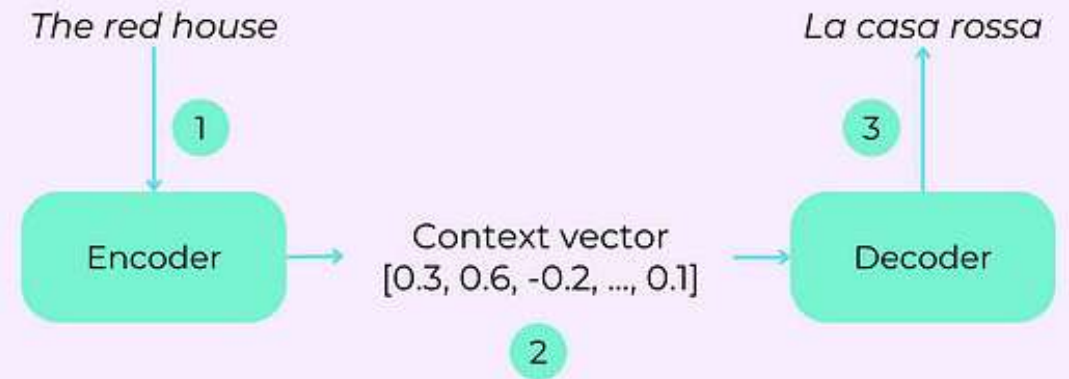 The red house
La casa rossa
1
3
Encoder
Context vector
[0.3, 0.6, -0.2, ..., 0.1]
Decoder
2